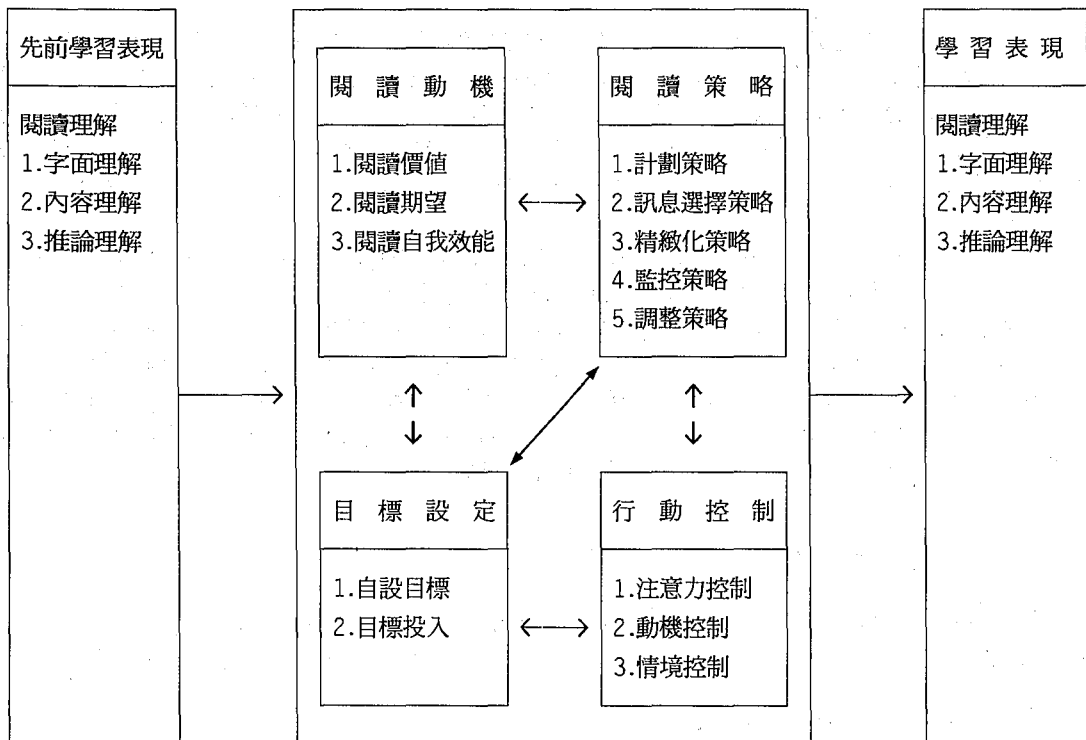 先前學習表現
閱讀理解
1.字面理解
2.內容理解
3.推論理解
閱讀動機
1.閱讀價值
2.閱讀期望
3.閱讀自我效能
閱讀策略
1.計劃策略
2.訊息選擇策略
3.精緻化策略
4.監控策略
5.調整策略
目標設定
1.自設目標
2.目標投入
行動控制
1.注意力控制
2.動機控制
3.情境控制
學習表現
閱讀理解
1.字面理解
2.內容理解
3.推論理解